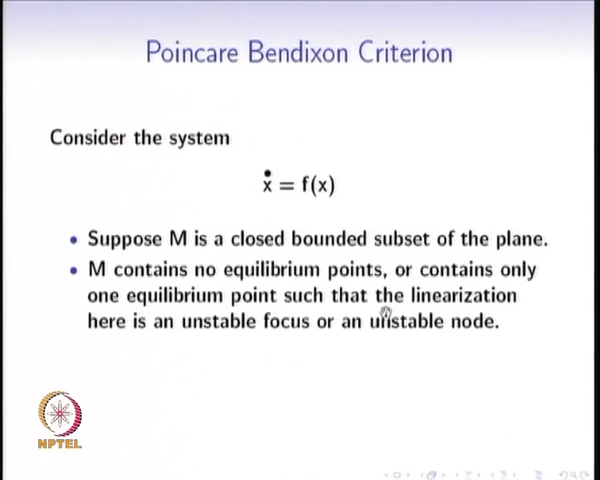 Poincare Bendixon Criterion
Consider the system
ẋ = f(x)
• Suppose M is a closed bounded subset of the plane.
• M contains no equilibrium points, or contains only
one equilibrium point such that the linearization
here is an unstable focus or an unstable node.
NPTEL